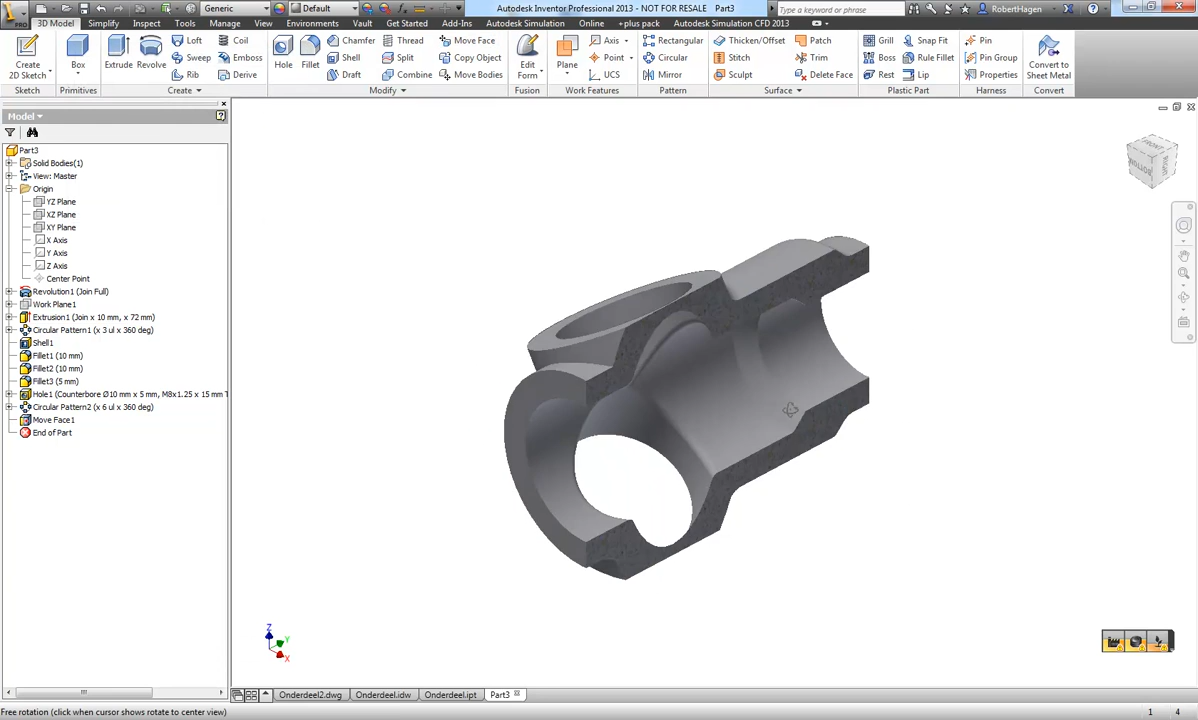 Generic
Default
Autodesk Inventor Professional 2013 - NOT FOR RESALE   Part3
Type a keyword or phrase
RobertHagen
PRO
3D Model   Inspect   Tools   Manage   View   Environments   Vault   Get Started   Add-Ins   Autodesk Simulation   Online   +plus pack   Autodesk Simulation CFD 2013
Create
2D Sketch
Box
Extrude
Revolve
Loft
Sweep
Rib
Coil
Emboss
Derive
Hole
Fillet
Chamfer
Shell
Draft
Thread
Split
Combine
Move Face
Copy Object
Move Bodies
Edit
Form
Plane
Axis
Point
UCS
Rectangular
Circular
Mirror
Thicken/Offset
Stitch
Sculpt
Patch
Trim
Delete Face
Grill
Boss
Rest
Snap Fit
Rule Fillet
Lip
Pin
Pin Group
Properties
Convert to
Sheet Metal
Sketch   Primitives   Create   Modify   Fusion   Work Features   Pattern   Surface   Plastic Part   Harness   Convert
Model
Part3
Solid Bodies(1)
View: Master
Origin
YZ Plane
XZ Plane
XY Plane
X Axis
Y Axis
Z Axis
Center Point
Revolution1 (Join Full)
Work Plane1
Extrusion1 (Join x 10 mm, x 72 mm)
Circular Pattern1 (x 3 ul x 360 deg)
Shell1
Fillet1 (10 mm)
Fillet2 (10 mm)
Fillet3 (5 mm)
Hole1 (Counterbore Ø10 mm x 5 mm, M8x1.25 x 15 mm T
Circular Pattern2 (x 6 ul x 360 deg)
Move Face1
End of Part
FRONT
BOTTOM
RIGHT
Z
Y
X
Onderdeel2.dwg   Onderdeel.idw   Onderdeel.ipt   Part3
Free rotation (click when cursor shows rotate to center view)
1   4